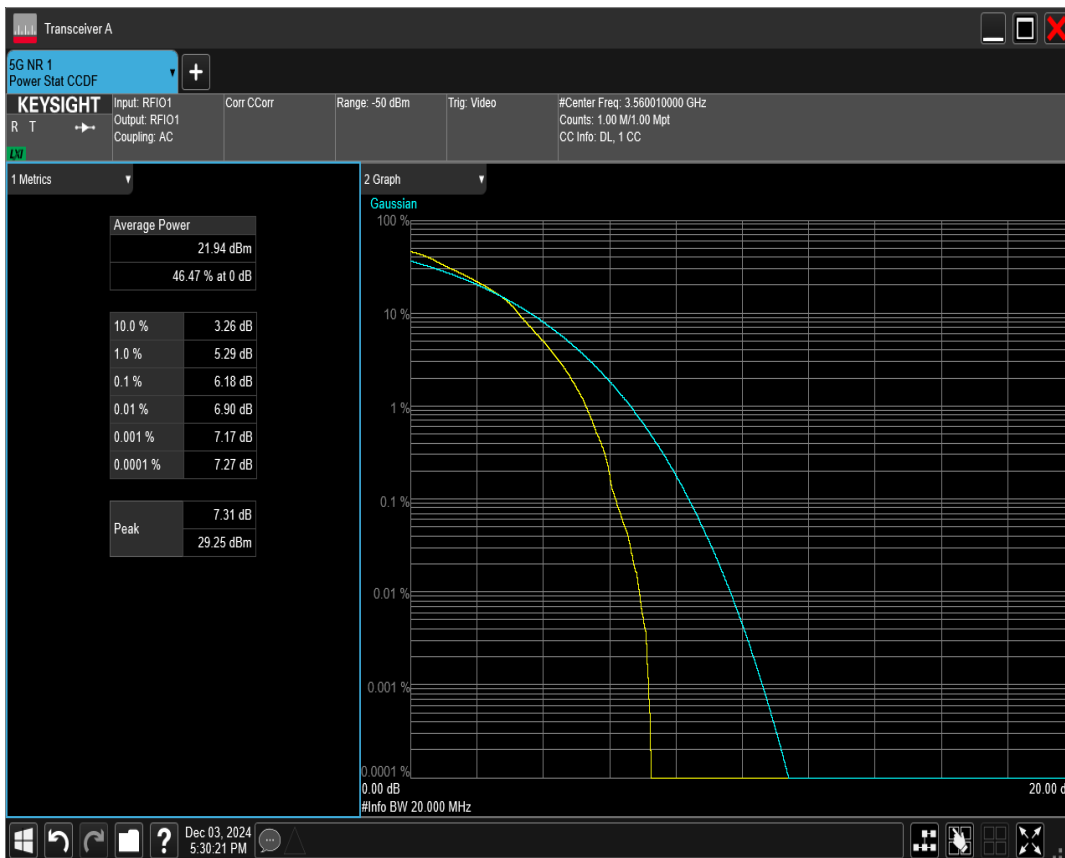 Transceiver A
5G NR 1
Power Stat CCDF
KEYSIGHT
R T
LXI
Input: RFIO1
Output: RFIO1
Coupling: AC
Corr CCorr
Range: -50 dBm
Trig: Video
#Center Freq: 3.560010000 GHz
Counts: 1.00 M/1.00 Mpt
CC Info: DL, 1 CC
1 Metrics
Average Power
21.94 dBm
46.47 % at 0 dB
10.0 % 3.26 dB
1.0 % 5.29 dB
0.1 % 6.18 dB
0.01 % 6.90 dB
0.001 % 7.17 dB
0.0001 % 7.27 dB
Peak
7.31 dB
29.25 dBm
2 Graph
Gaussian
100 %
10 %
1 %
0.1 %
0.01 %
0.001 %
0.0001 %
0.00 dB
20.00 d
#Info BW 20.000 MHz
?
Dec 03, 2024
5:30:21 PM